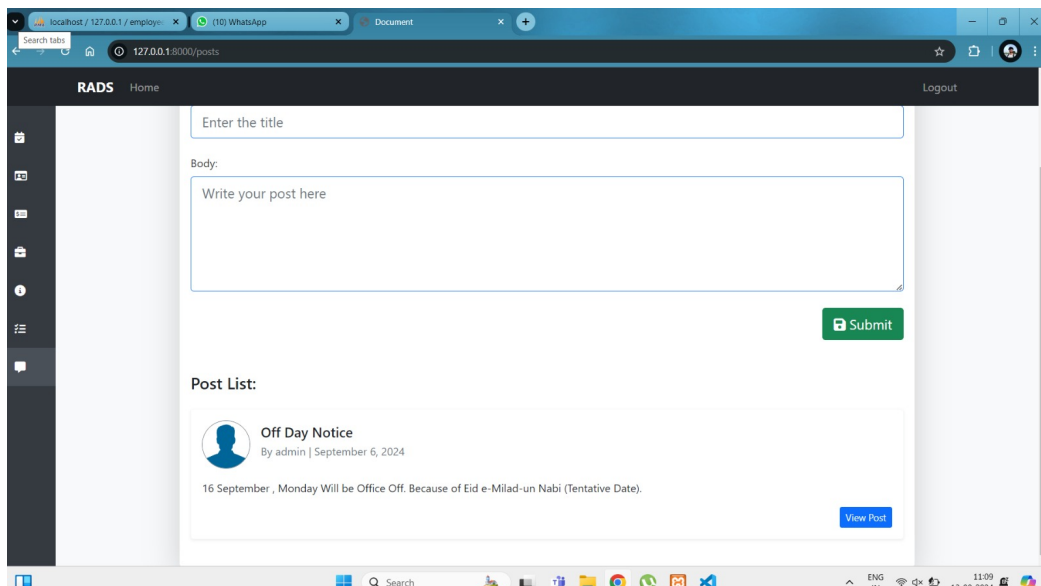 localhost / 127.0.0.1 / employe
(10) WhatsApp
Document
Search tabs
127.0.0.1:8000/posts
RADS Home Logout
Enter the title
Body:
Write your post here
Submit
Post List:
Off Day Notice
By admin | September 6, 2024
16 September , Monday Will be Office Off. Because of Eid e-Milad-un Nabi (Tentative Date).
View Post
Search
ENG
11:09